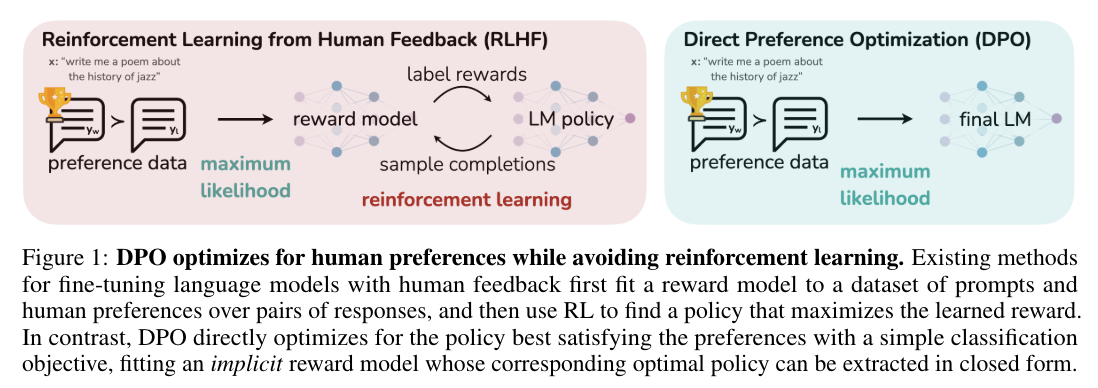 Reinforcement Learning from Human Feedback (RLHF)
x: "write me a poem about
the history of jazz"
label rewards
yw > yl
reward model
LM policy
preference data
maximum
likelihood
sample completions
reinforcement learning
Direct Preference Optimization (DPO)
x: "write me a poem about
the history of jazz"
yw > yl
final LM
preference data
maximum
likelihood
Figure 1: DPO optimizes for human preferences while avoiding reinforcement learning. Existing methods
for fine-tuning language models with human feedback first fit a reward model to a dataset of prompts and
human preferences over pairs of responses, and then use RL to find a policy that maximizes the learned reward.
In contrast, DPO directly optimizes for the policy best satisfying the preferences with a simple classification
objective, fitting an implicit reward model whose corresponding optimal policy can be extracted in closed form.